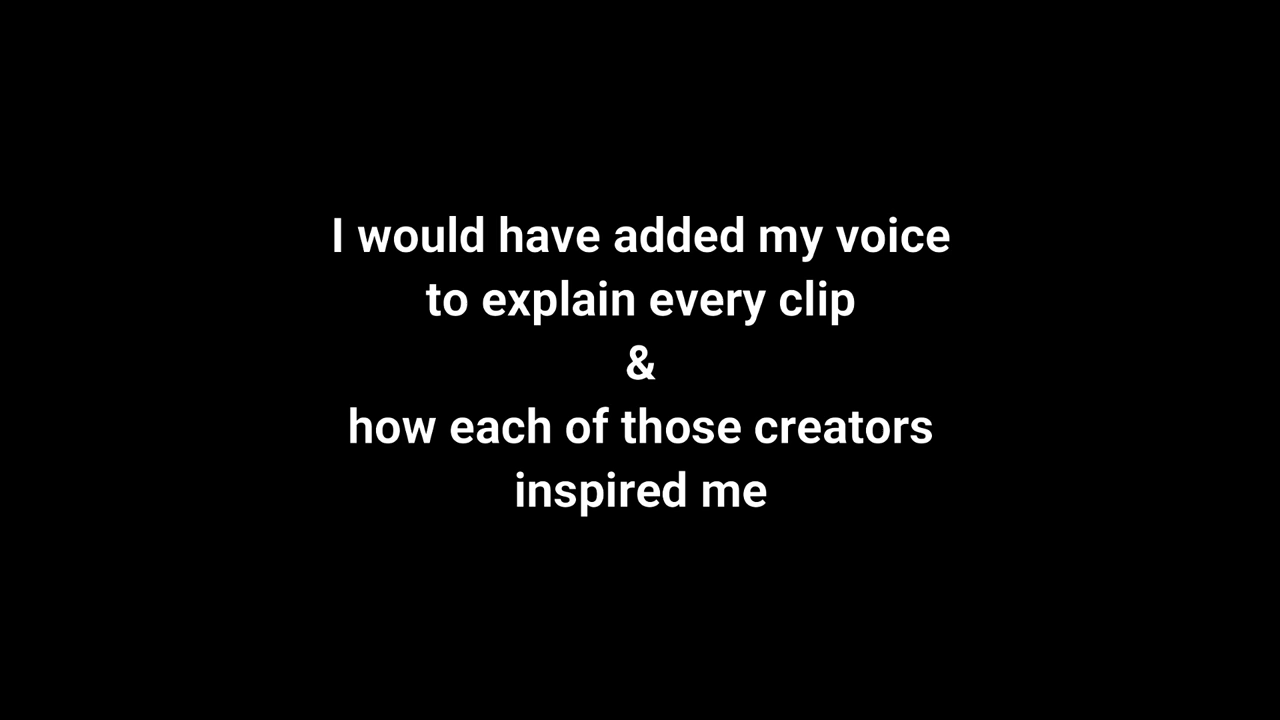 I would have added my voice
to explain every clip
&
how each of those creators
inspired me